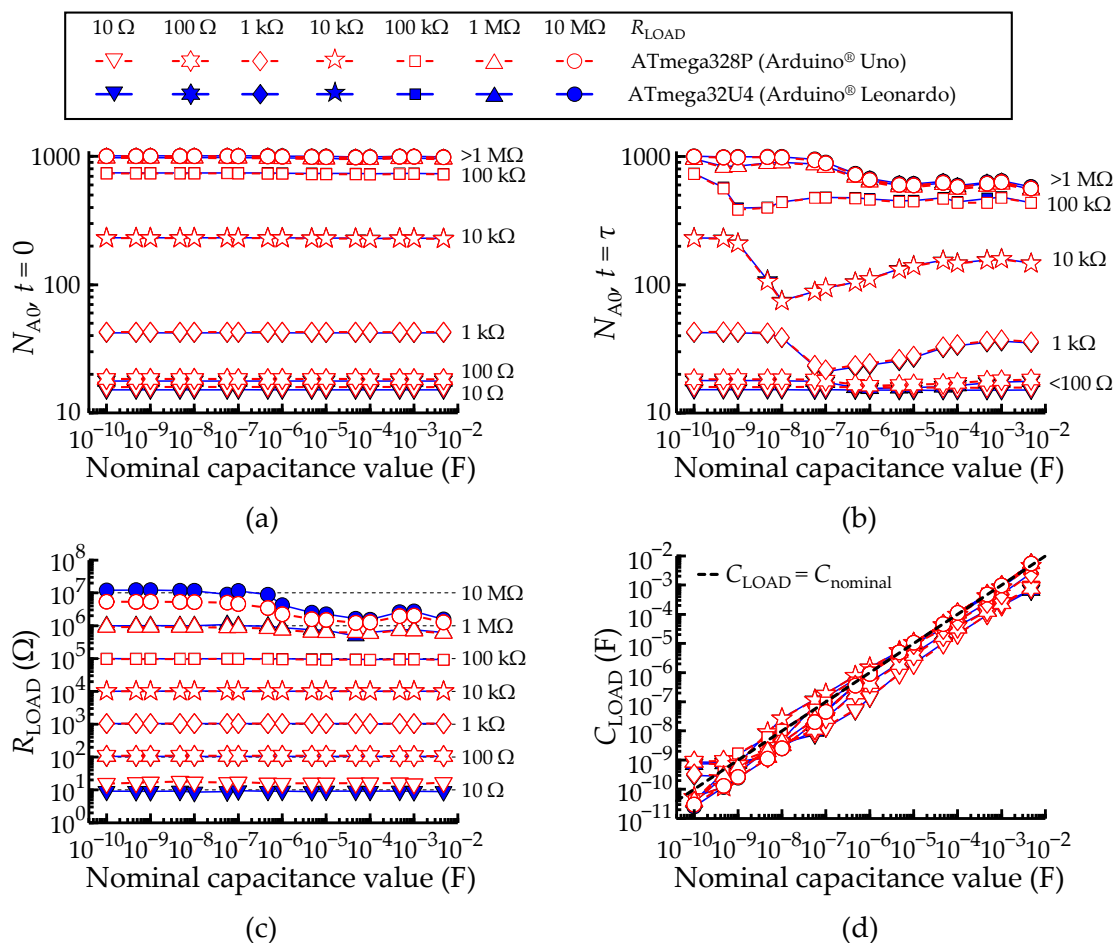 10 Ω 100 Ω 1 kΩ 10 kΩ 100 kΩ 1 MΩ 10 MΩ R_LOAD
ATmega328P (Arduino® Uno)
ATmega32U4 (Arduino® Leonardo)
N_A0, t = 0
1000
100
10
>1 MΩ
100 kΩ
10 kΩ
1 kΩ
100 Ω
10 Ω
10⁻¹⁰ 10⁻⁹ 10⁻⁸ 10⁻⁷ 10⁻⁶ 10⁻⁵ 10⁻⁴ 10⁻³ 10⁻²
Nominal capacitance value (F)
(a)
N_A0, t = τ
1000
100
10
>1 MΩ
100 kΩ
10 kΩ
1 kΩ
<100 Ω
10⁻¹⁰ 10⁻⁹ 10⁻⁸ 10⁻⁷ 10⁻⁶ 10⁻⁵ 10⁻⁴ 10⁻³ 10⁻²
Nominal capacitance value (F)
(b)
R_LOAD (Ω)
10⁸
10⁷
10⁶
10⁵
10⁴
10³
10²
10¹
10⁰
10 MΩ
1 MΩ
100 kΩ
10 kΩ
1 kΩ
100 Ω
10 Ω
10⁻¹⁰ 10⁻⁹ 10⁻⁸ 10⁻⁷ 10⁻⁶ 10⁻⁵ 10⁻⁴ 10⁻³ 10⁻²
Nominal capacitance value (F)
(c)
C_LOAD (F)
10⁻²
10⁻³
10⁻⁴
10⁻⁵
10⁻⁶
10⁻⁷
10⁻⁸
10⁻⁹
10⁻¹⁰
10⁻¹¹
C_LOAD = C_nominal
10⁻¹⁰ 10⁻⁹ 10⁻⁸ 10⁻⁷ 10⁻⁶ 10⁻⁵ 10⁻⁴ 10⁻³ 10⁻²
Nominal capacitance value (F)
(d)